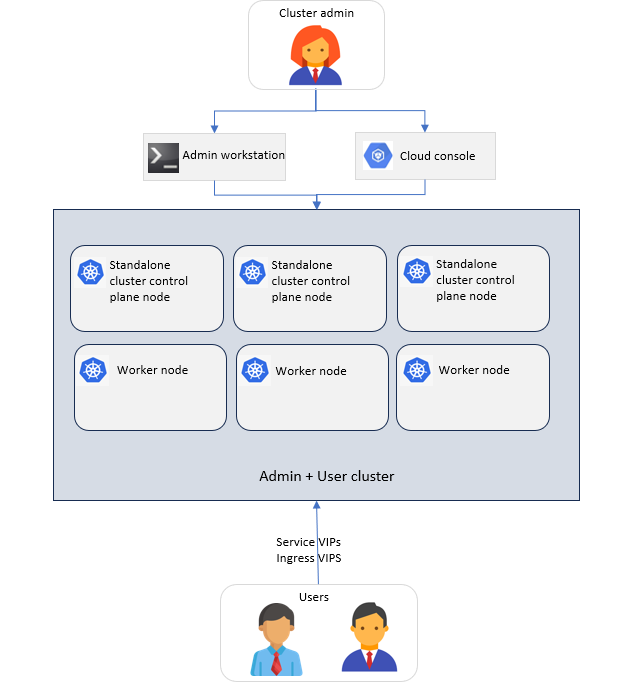 Cluster admin
Admin workstation
Cloud console
Standalone
cluster control
plane node
Standalone
cluster control
plane node
Standalone
cluster control
plane node
Worker node
Worker node
Worker node
Admin + User cluster
Service VIPs
Ingress VIPS
Users